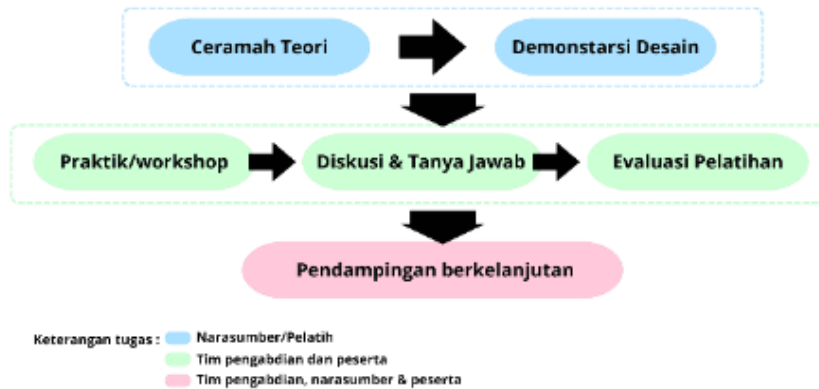 Ceramah Teori
Demonstarsi Desain
Praktik/workshop
Diskusi & Tanya Jawab
Evaluasi Pelatihan
Pendampingan berkelanjutan
Keterangan tugas :
Narasumber/Pelatih
Tim pengabdian dan peserta
Tim pengabdian, narasumber & peserta